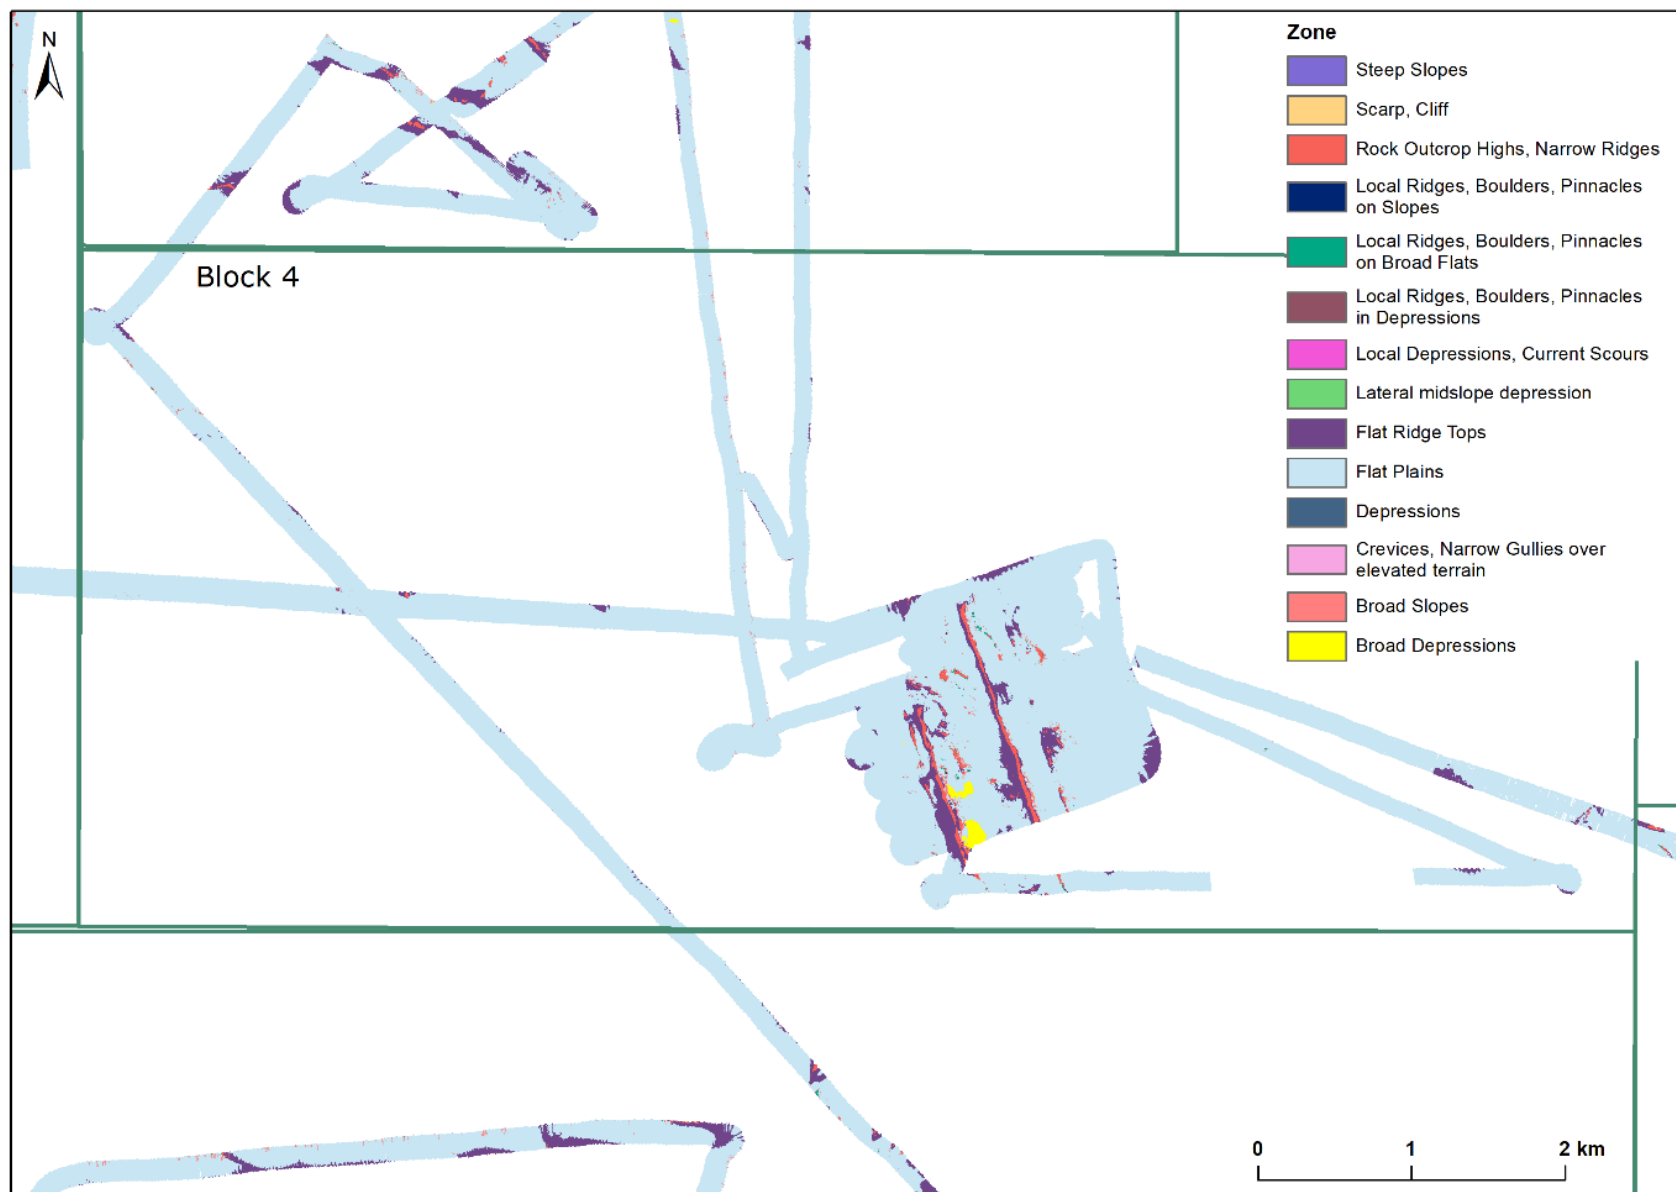 N
Block 4
Zone
Steep Slopes
Scarp, Cliff
Rock Outcrop Highs, Narrow Ridges
Local Ridges, Boulders, Pinnacles
on Slopes
Local Ridges, Boulders, Pinnacles
on Broad Flats
Local Ridges, Boulders, Pinnacles
in Depressions
Local Depressions, Current Scours
Lateral midslope depression
Flat Ridge Tops
Flat Plains
Depressions
Crevices, Narrow Gullies over
elevated terrain
Broad Slopes
Broad Depressions
0 1 2 km